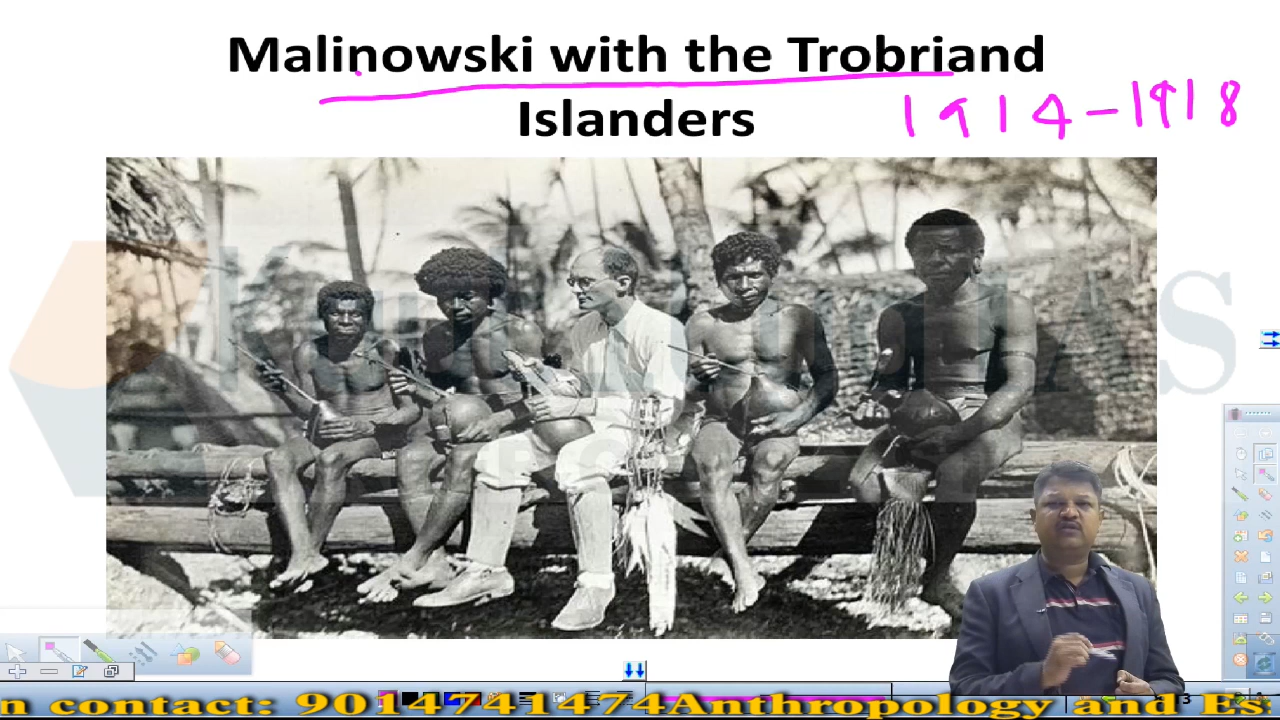 Malinowski with the Trobriand
Islanders
1914-1918
n contact: 9014741474Anthropology and Es